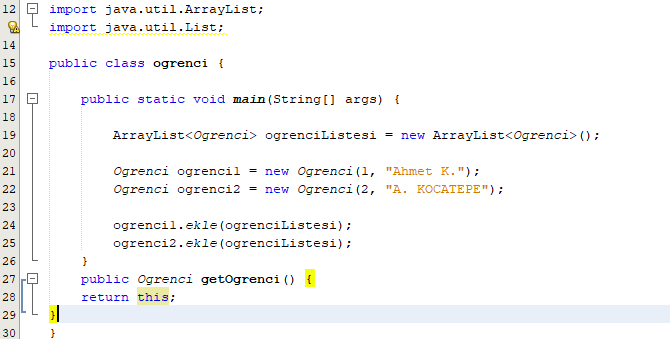 12 import java.util.ArrayList;
import java.util.List;
14
15 public class ogrenci {
16
17 public static void main(String[] args) {
18
19 ArrayList<Ogrenci> ogrenciListesi = new ArrayList<Ogrenci>();
20
21 Ogrenci ogrenci1 = new Ogrenci(1, "Ahmet K.");
22 Ogrenci ogrenci2 = new Ogrenci(2, "A. KOCATEPE");
23
24 ogrenci1.ekle(ogrenciListesi);
25 ogrenci2.ekle(ogrenciListesi);
26 }
27 public Ogrenci getOgrenci() {
28 return this;
29 }
30 }